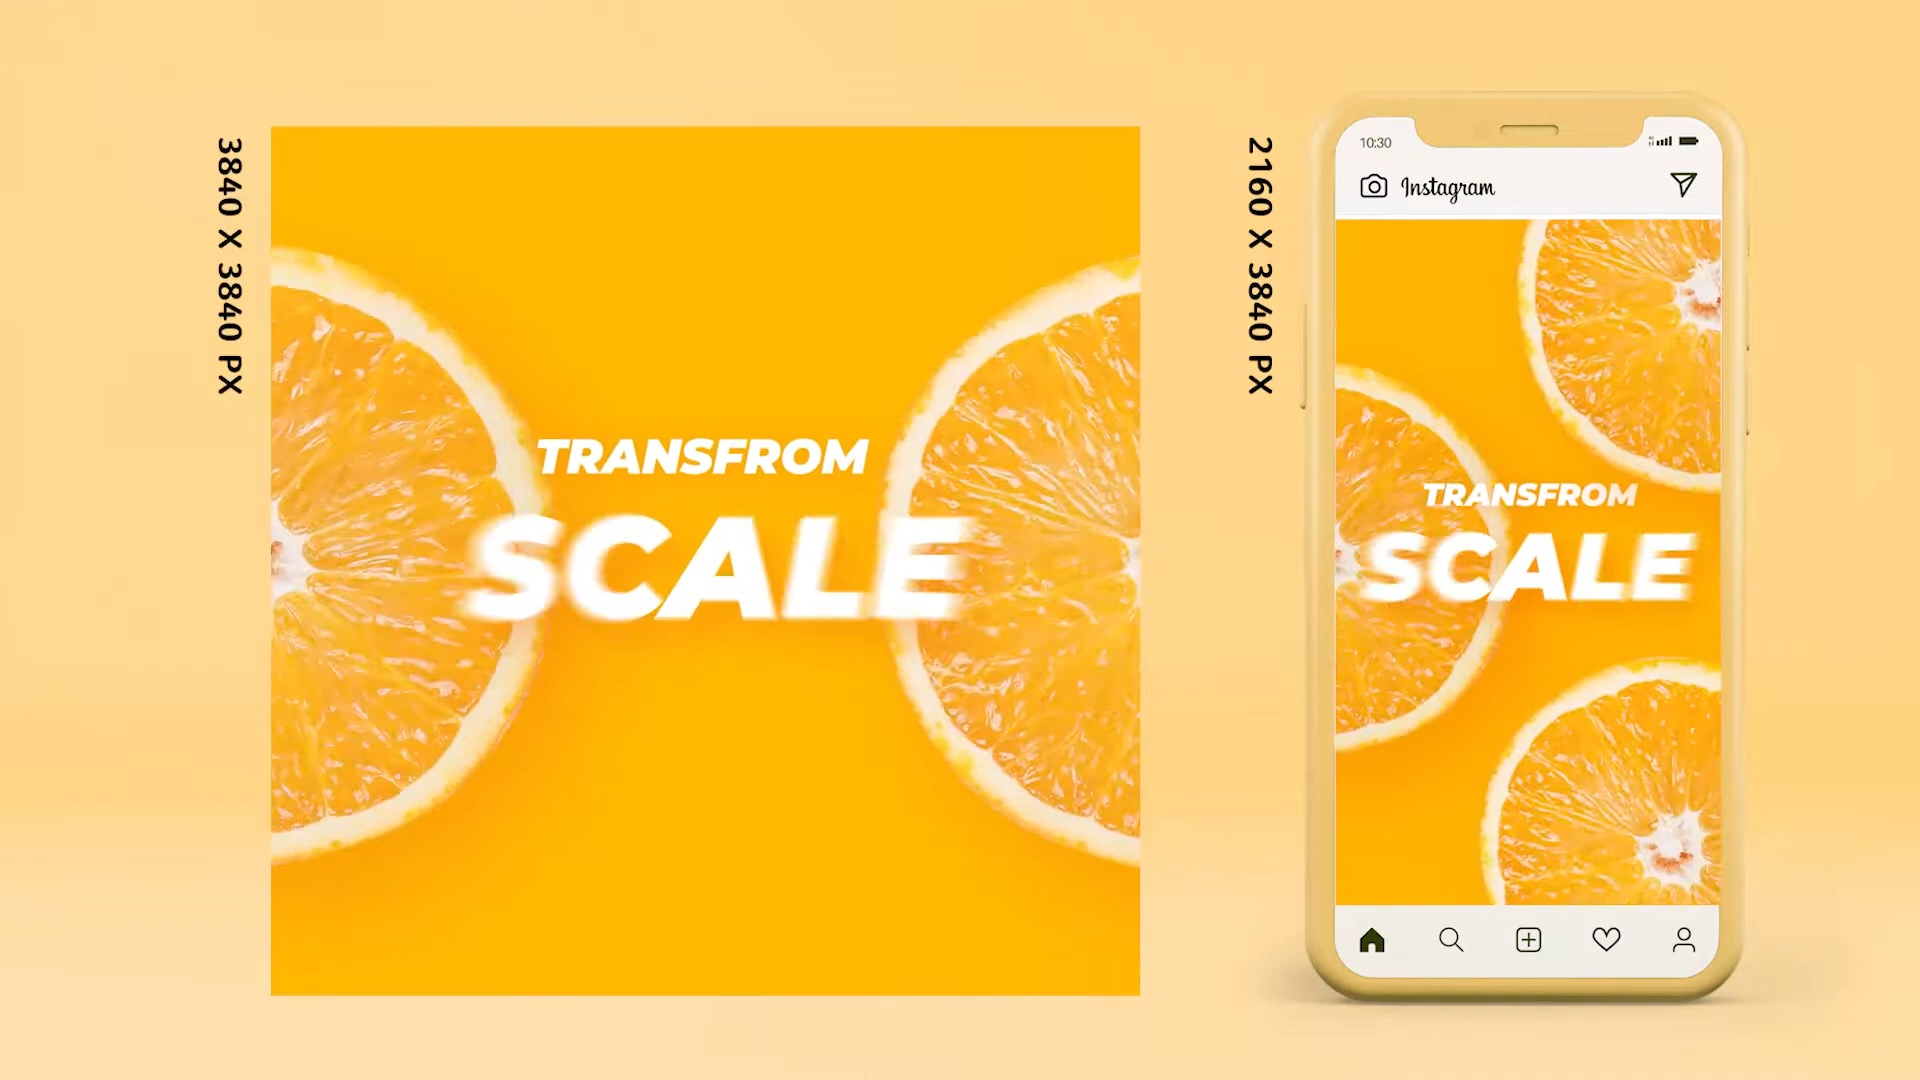 3840 X 3840 PX
TRANSFROM
SCALE
2160 X 3840 PX
10:30
Instagram
TRANSFROM
SCALE